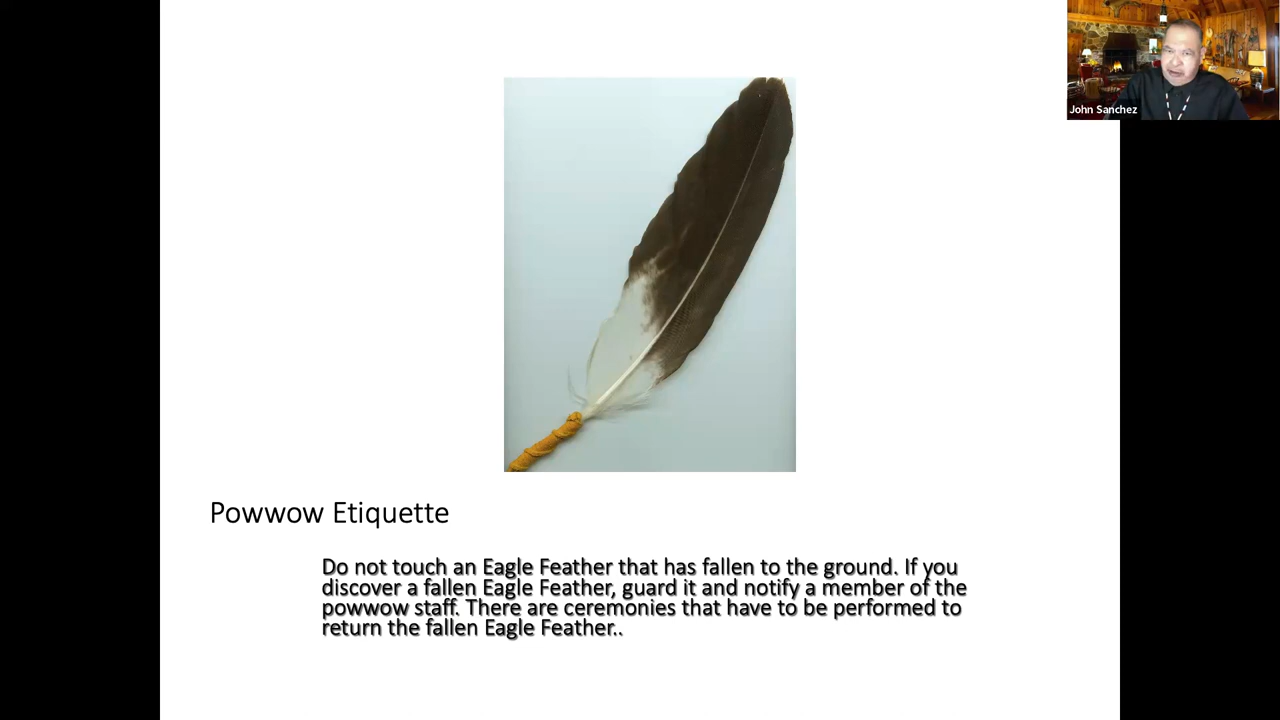 John Sanchez
Powwow Etiquette
Do not touch an Eagle Feather that has fallen to the ground. If you
discover a fallen Eagle Feather, guard it and notify a member of the
powwow staff. There are ceremonies that have to be performed to
return the fallen Eagle Feather..